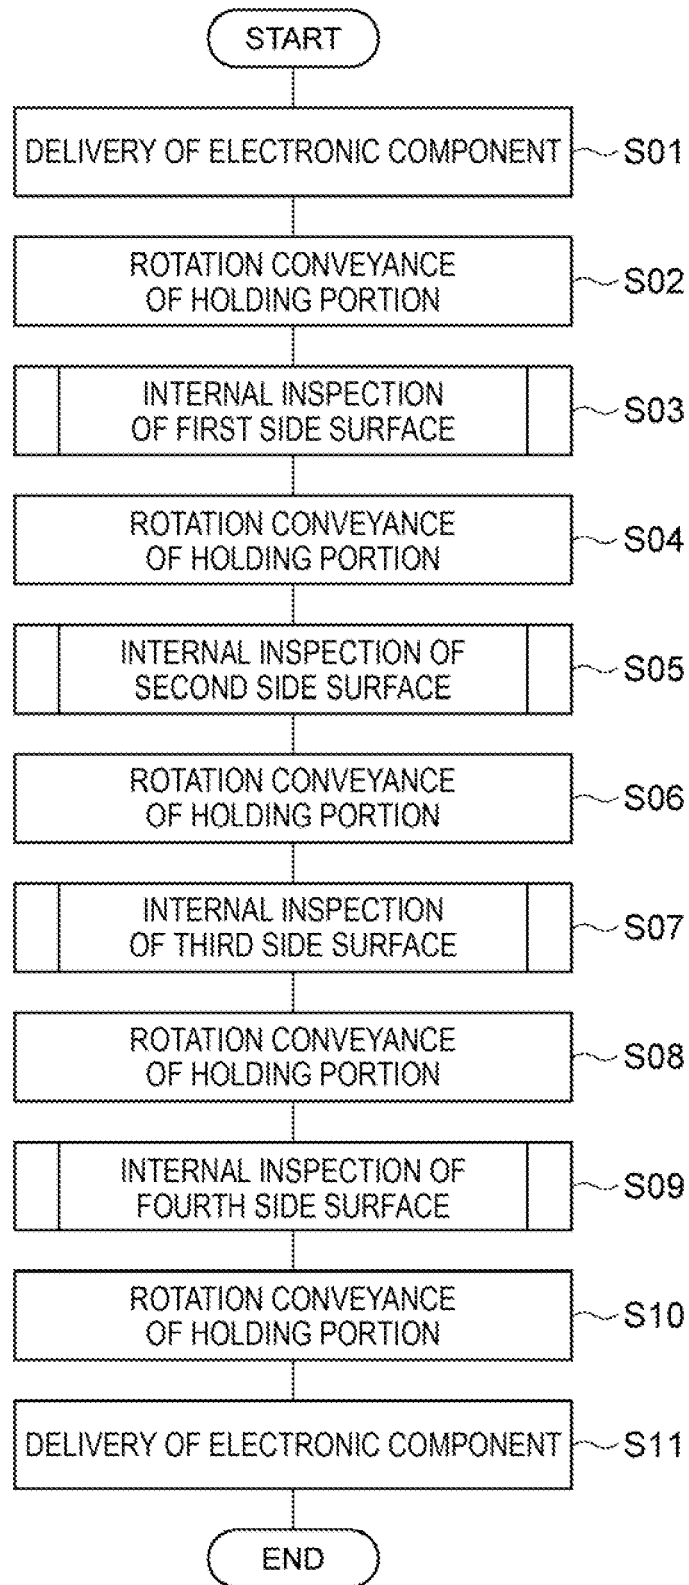 START
DELIVERY OF ELECTRONIC COMPONENT
S01
ROTATION CONVEYANCE
OF HOLDING PORTION
S02
INTERNAL INSPECTION
OF FIRST SIDE SURFACE
S03
ROTATION CONVEYANCE
OF HOLDING PORTION
S04
INTERNAL INSPECTION OF
SECOND SIDE SURFACE
S05
ROTATION CONVEYANCE
OF HOLDING PORTION
S06
INTERNAL INSPECTION
OF THIRD SIDE SURFACE
S07
ROTATION CONVEYANCE
OF HOLDING PORTION
S08
INTERNAL INSPECTION OF
FOURTH SIDE SURFACE
S09
ROTATION CONVEYANCE
OF HOLDING PORTION
S10
DELIVERY OF ELECTRONIC COMPONENT
S11
END